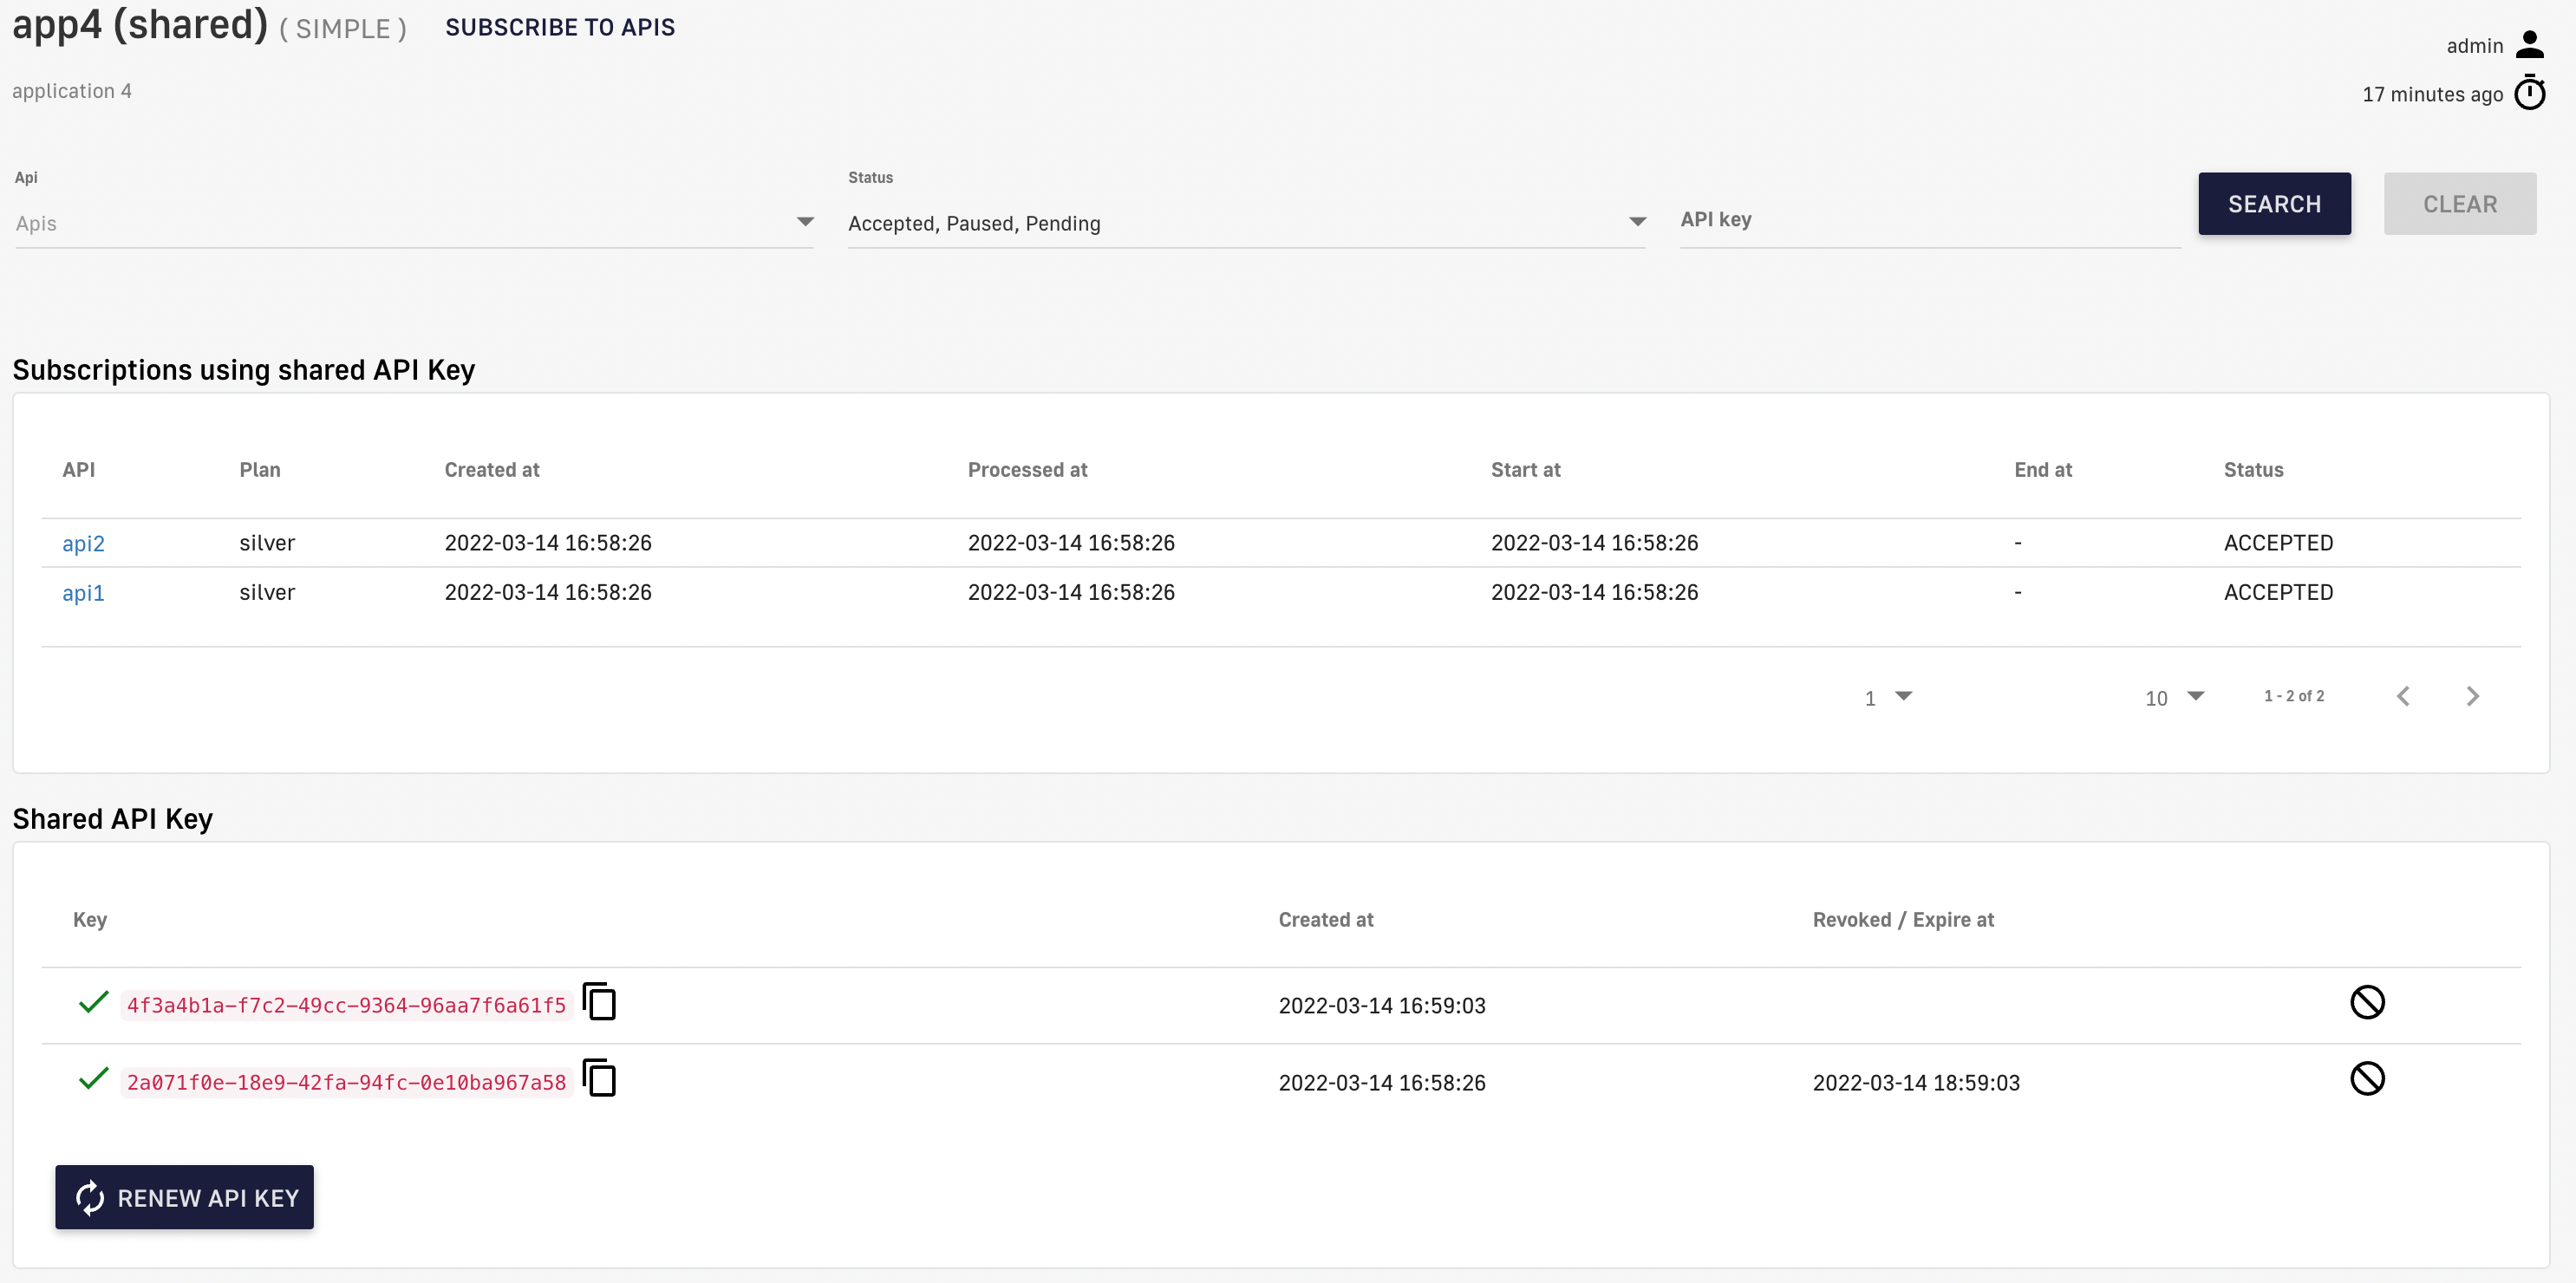 app4 (shared) ( SIMPLE ) SUBSCRIBE TO APIS
admin
application 4
17 minutes ago
Api
Apis
Status
Accepted, Paused, Pending
API key
SEARCH
CLEAR
Subscriptions using shared API Key
API Plan Created at Processed at Start at End at Status
api2 silver 2022-03-14 16:58:26 2022-03-14 16:58:26 2022-03-14 16:58:26 - ACCEPTED
api1 silver 2022-03-14 16:58:26 2022-03-14 16:58:26 2022-03-14 16:58:26 - ACCEPTED
1 10 1 - 2 of 2
Shared API Key
Key Created at Revoked / Expire at
4f3a4b1a-f7c2-49cc-9364-96aa7f6a61f5 2022-03-14 16:59:03
2a071f0e-18e9-42fa-94fc-0e10ba967a58 2022-03-14 16:58:26 2022-03-14 18:59:03
RENEW API KEY